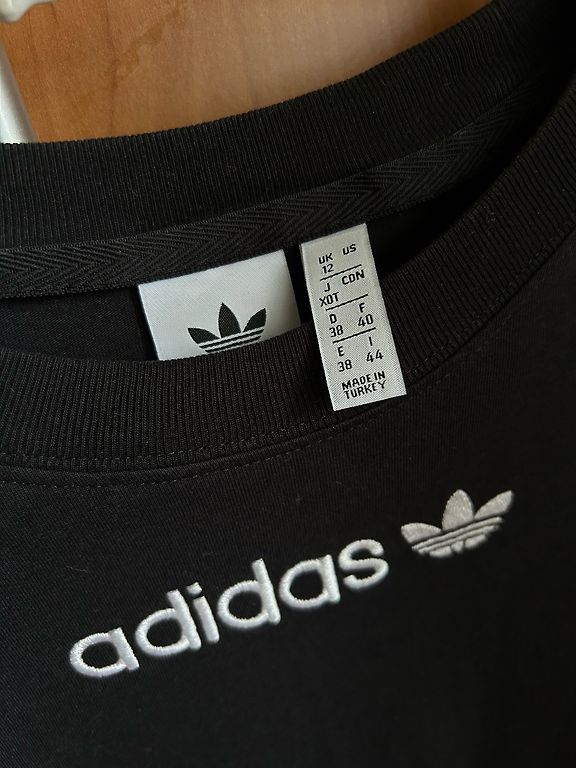 UK US
12
J CDN
XOT
D F
38 40
E I
38 44
MADE IN
TURKEY
adidas